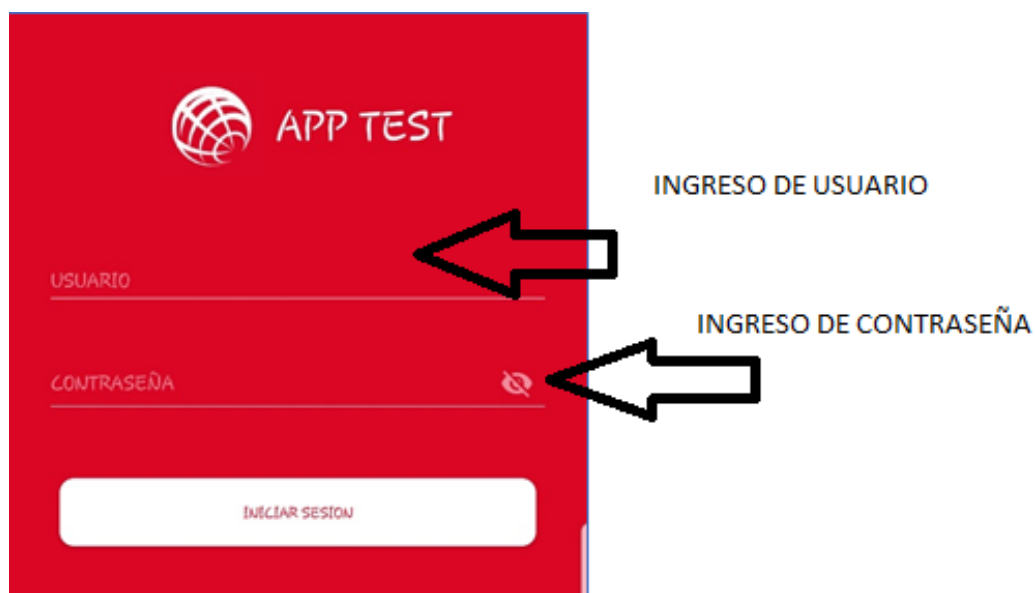 APP TEST
INGRESO DE USUARIO
USUARIO
INGRESO DE CONTRASEÑA
CONTRASEÑA
INICIAR SESION